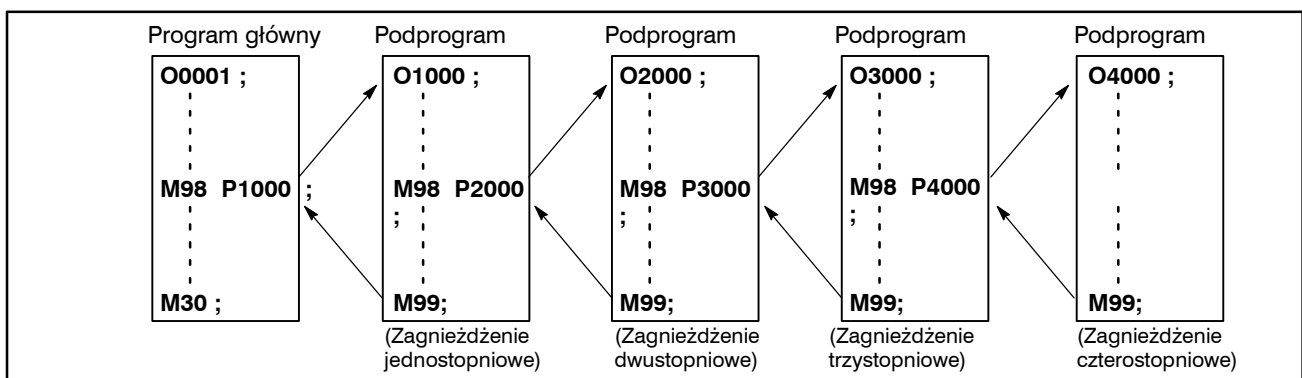 Program główny Podprogram Podprogram Podprogram Podprogram
O0001 ; O1000 ; O2000 ; O3000 ; O4000 ;
M98 P1000 ; M98 P2000 M98 P3000 M98 P4000
; ; ;
M30 ; M99; M99; M99; M99;
(Zagnieżdżenie (Zagnieżdżenie (Zagnieżdżenie (Zagnieżdżenie
jednostopniowe) dwustopniowe) trzystopniowe) czterostopniowe)